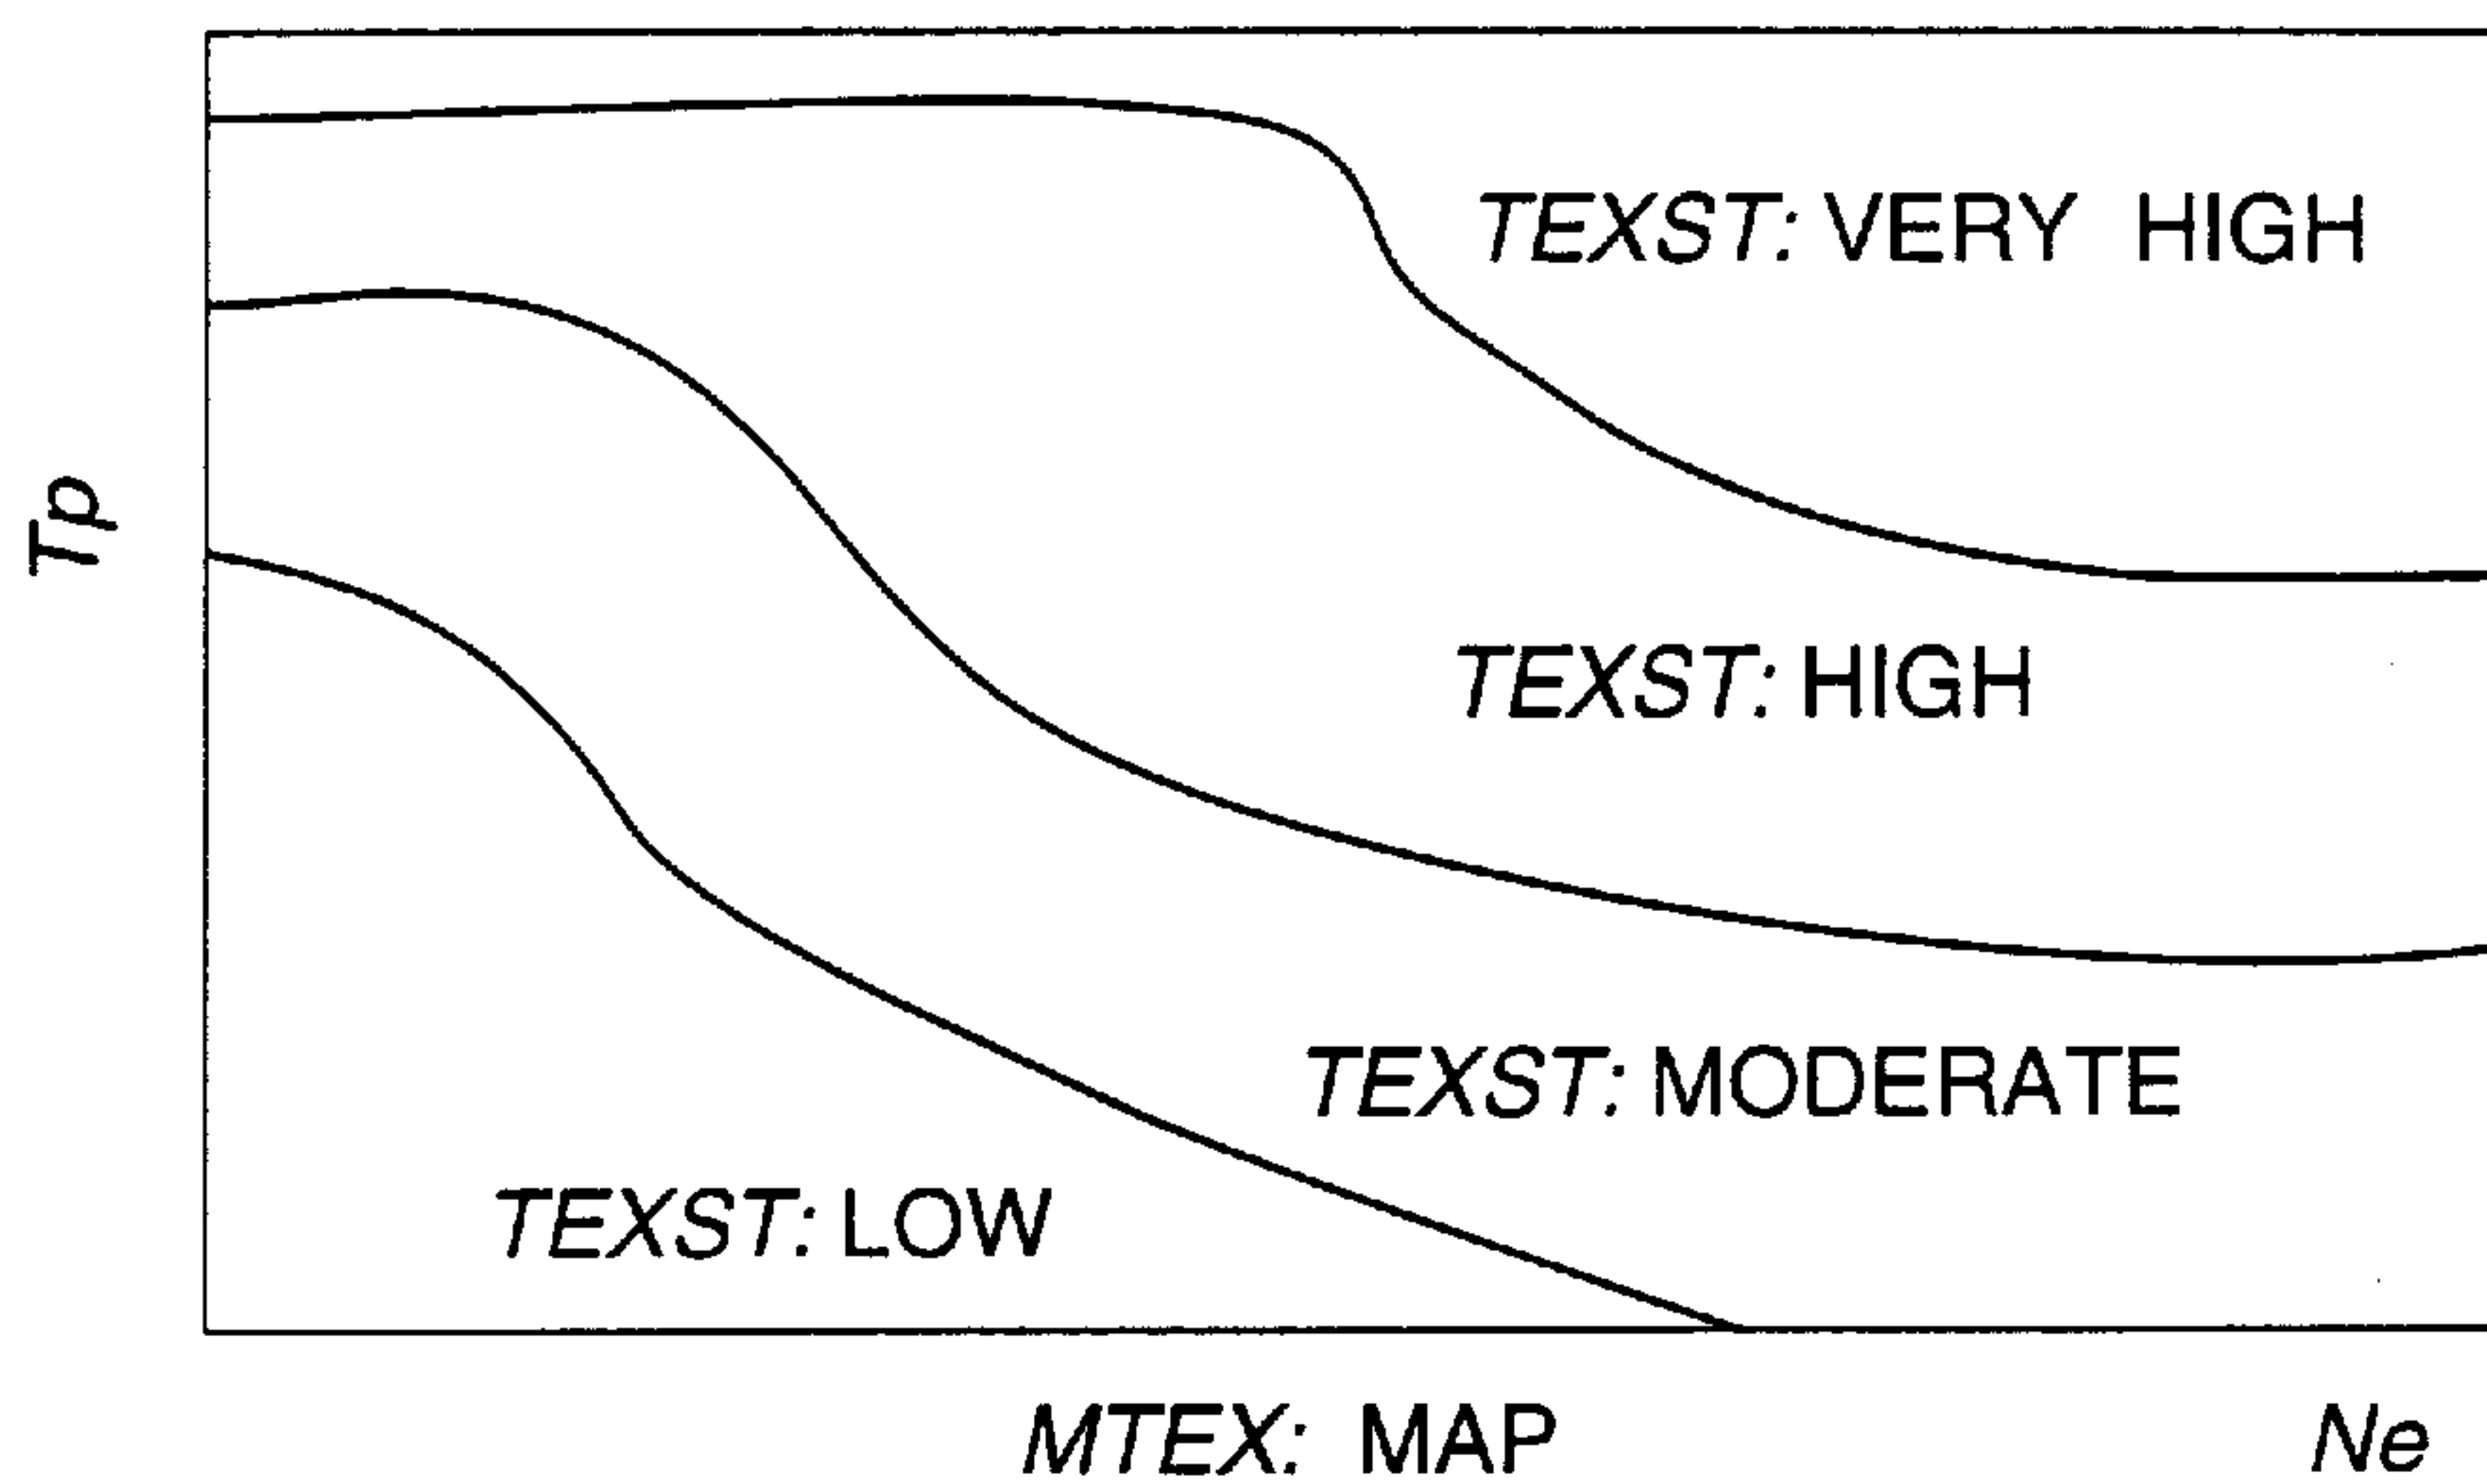 TEXST: VERY HIGH
Tp
TEXST: HIGH
TEXST: MODERATE
TEXST: LOW
MTEX: MAP
Ne